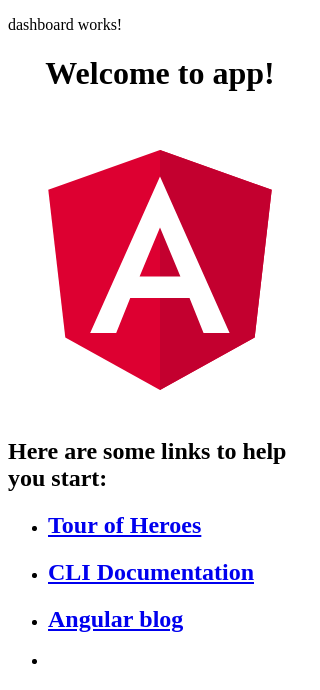 dashboard works!
Welcome to app!
A
Here are some links to help
you start:
Tour of Heroes
CLI Documentation
Angular blog